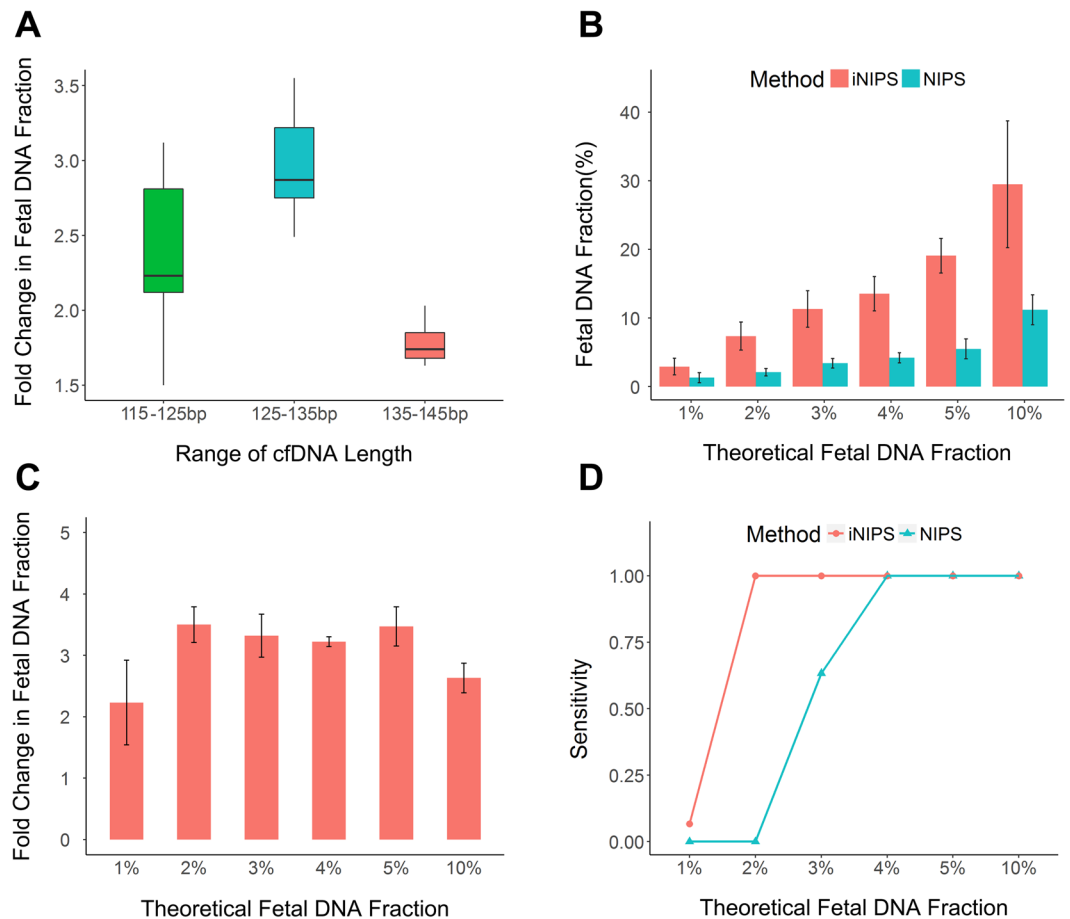 A
Fold Change in Fetal DNA Fraction
3.5
3.0
2.5
2.0
1.5
115-125bp 125-135bp 135-145bp
Range of cfDNA Length
B
Method iNIPS NIPS
Fetal DNA Fraction(%)
40
30
20
10
0
1% 2% 3% 4% 5% 10%
Theoretical Fetal DNA Fraction
C
Fold Change in Fetal DNA Fraction
5
4
3
2
1
0
1% 2% 3% 4% 5% 10%
Theoretical Fetal DNA Fraction
D
Method iNIPS NIPS
Sensitivity
1.00
0.75
0.50
0.25
0.00
1% 2% 3% 4% 5% 10%
Theoretical Fetal DNA Fraction